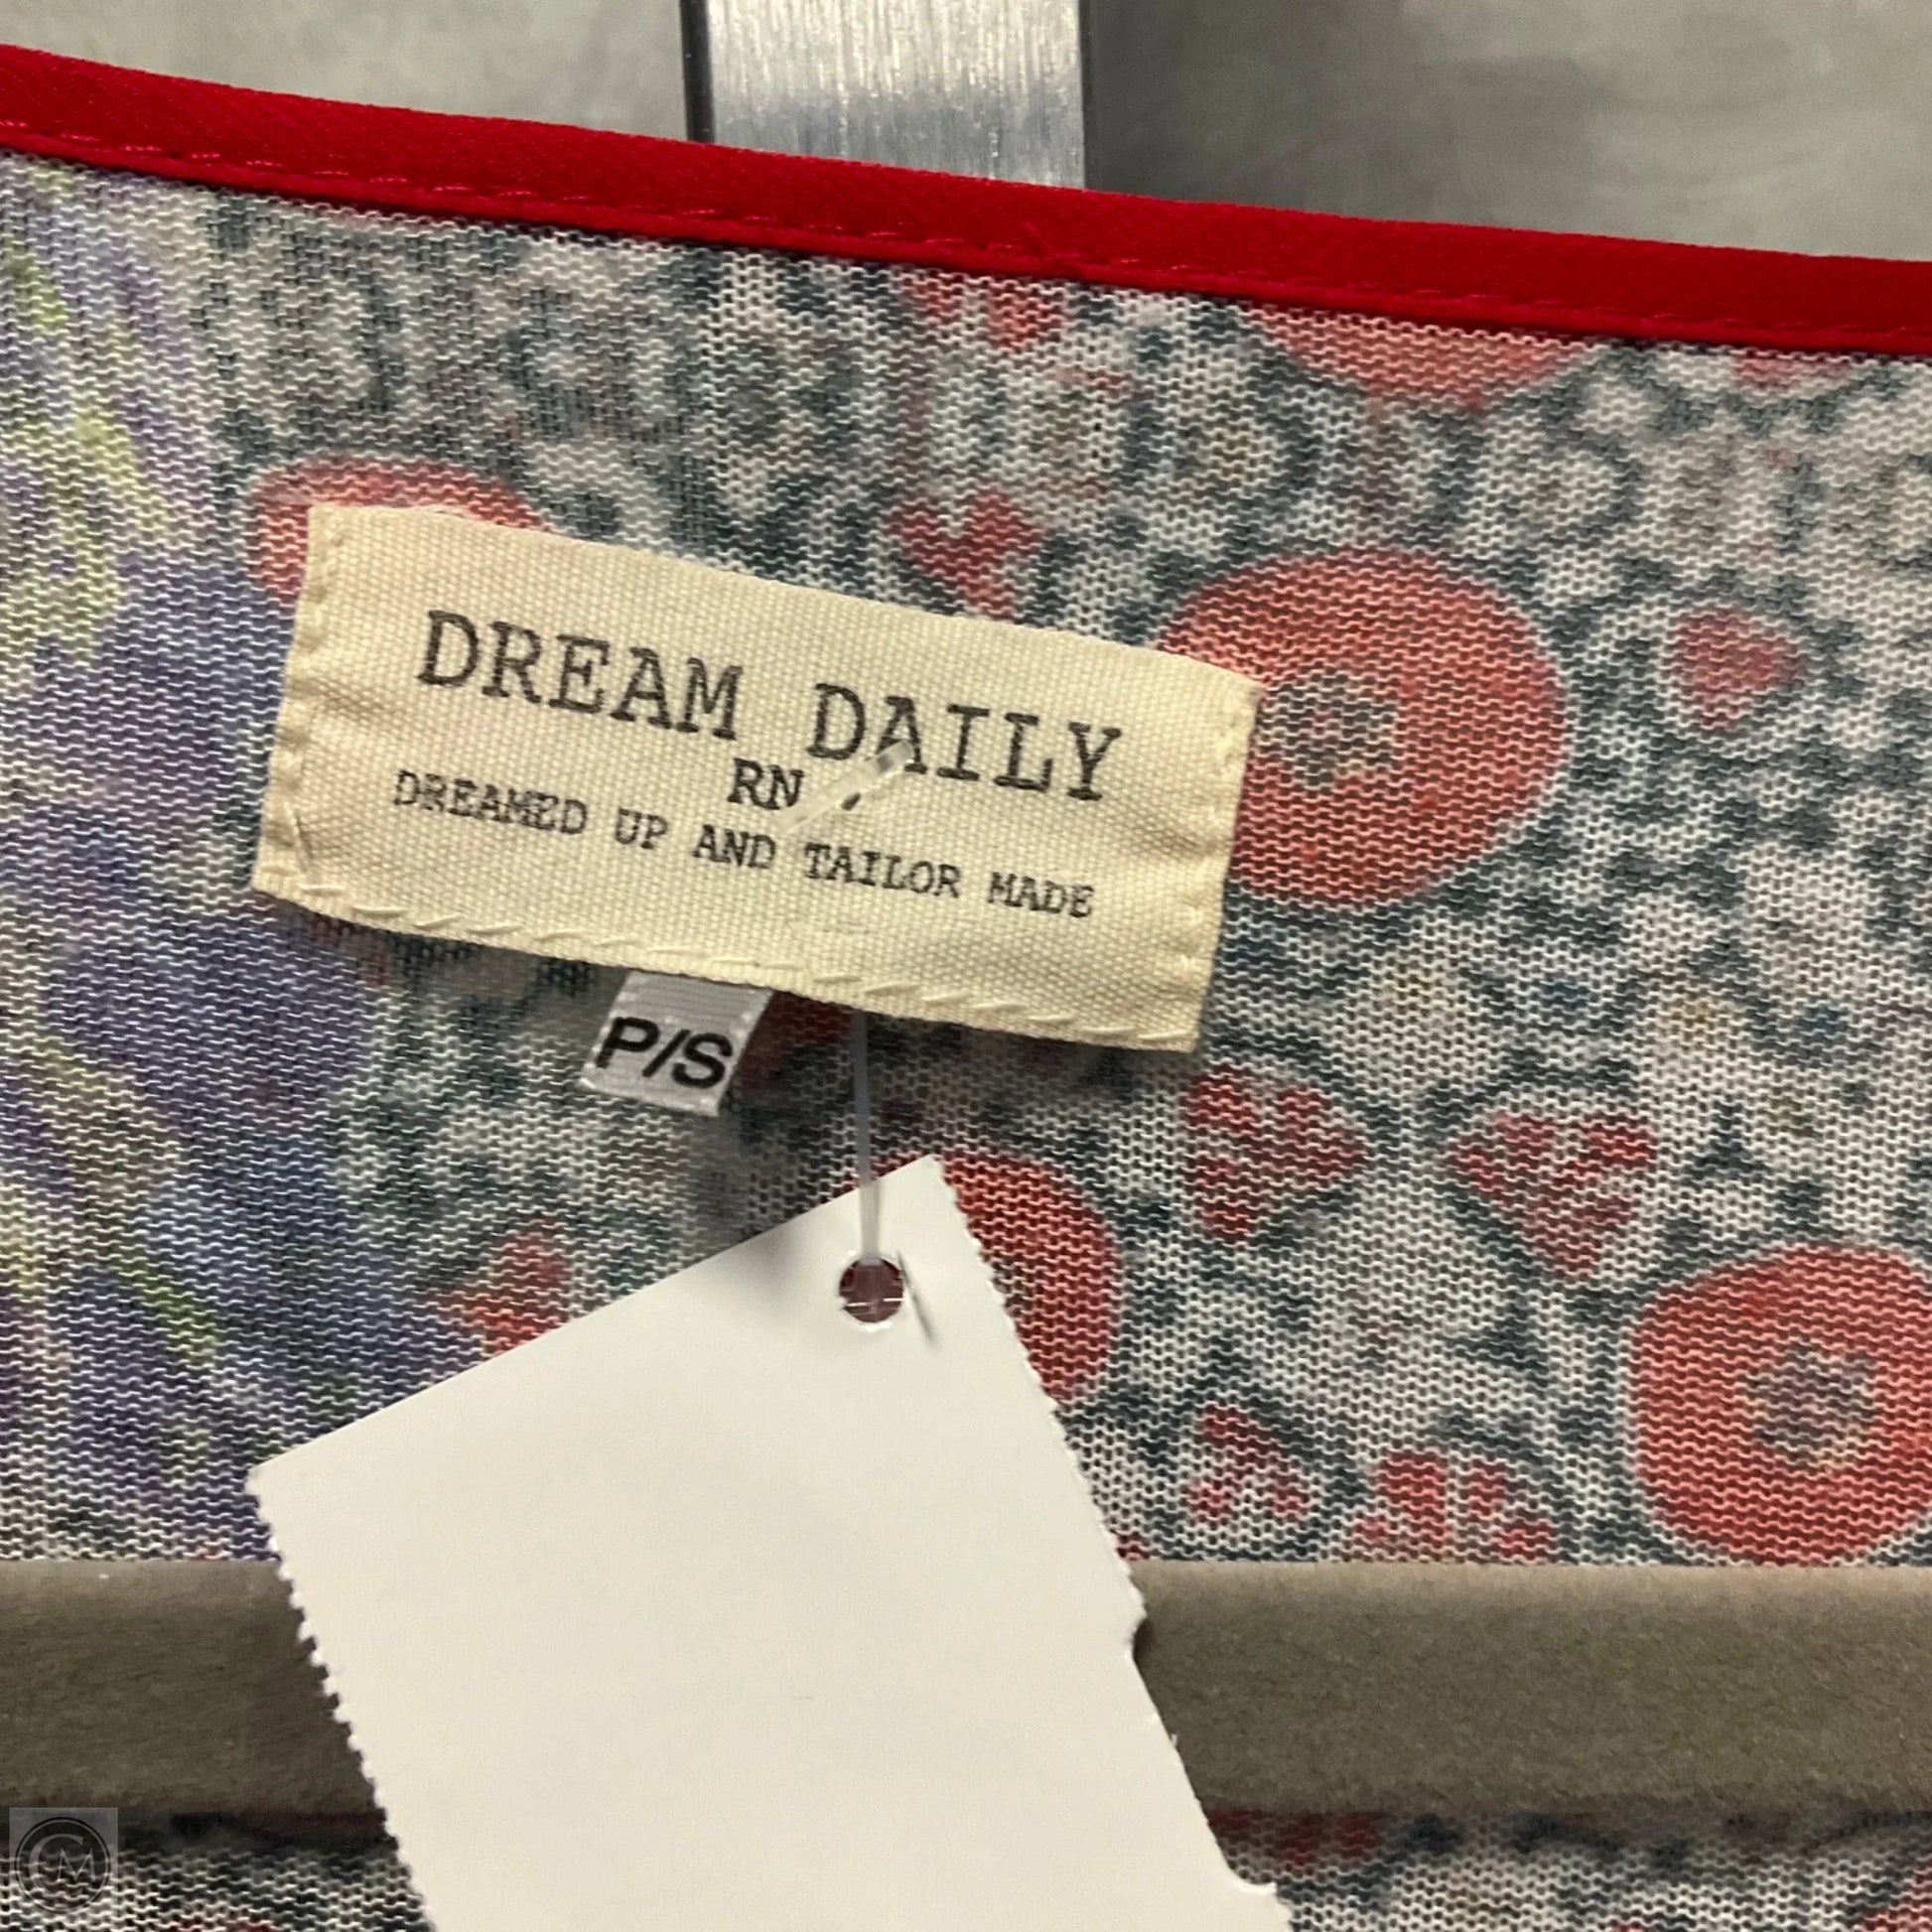 DREAM DAILY
RN
DREAMED UP AND TAILOR MADE
P/S